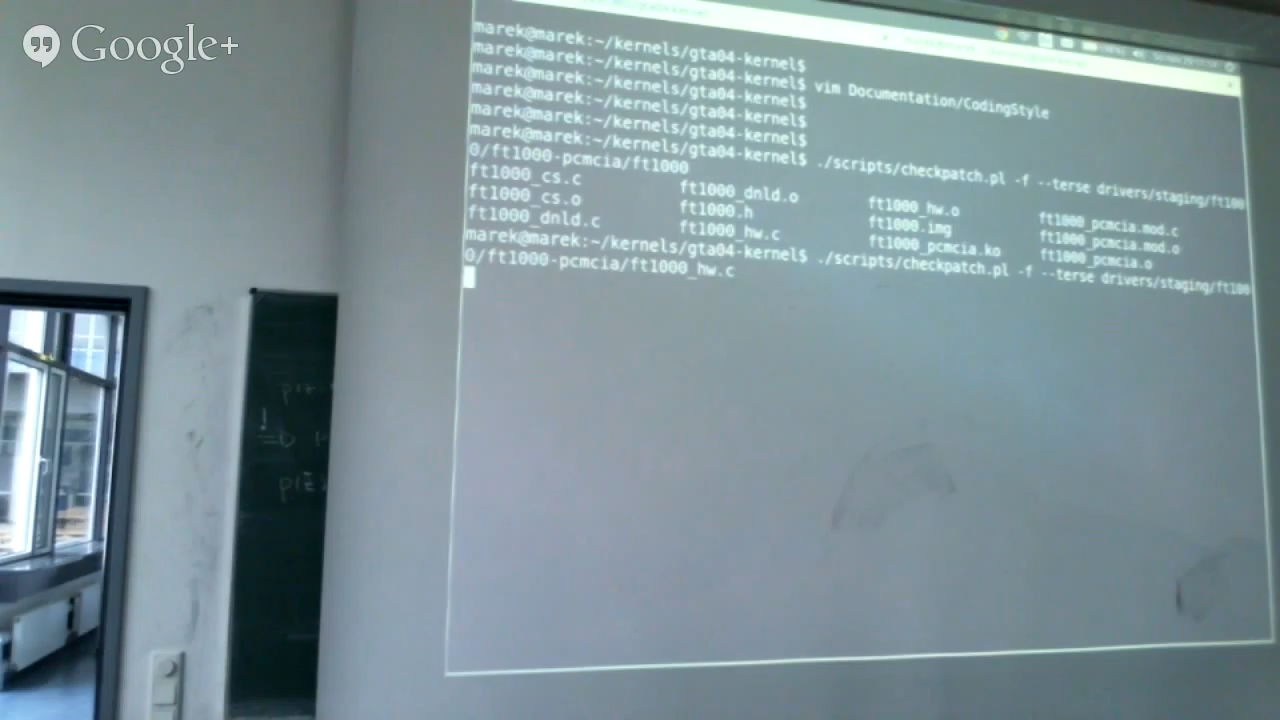 Google+
marek@marek:~/kernels/gta04-kernel$
marek@marek:~/kernels/gta04-kernel$
marek@marek:~/kernels/gta04-kernel$ vim Documentation/CodingStyle
marek@marek:~/kernels/gta04-kernel$
marek@marek:~/kernels/gta04-kernel$
marek@marek:~/kernels/gta04-kernel$ ./scripts/checkpatch.pl -f --terse drivers/staging/ft100
0/ft1000-pcmcia/ft1000
ft1000_cs.c ft1000_dnld.o ft1000_hw.o ft1000_pcmcia.mod.c
ft1000_cs.o ft1000.h ft1000.img ft1000_pcmcia.mod.o
ft1000_dnld.c ft1000_hw.c ft1000_pcmcia.ko ft1000_pcmcia.o
marek@marek:~/kernels/gta04-kernel$ ./scripts/checkpatch.pl -f --terse drivers/staging/ft100
0/ft1000-pcmcia/ft1000_hw.c